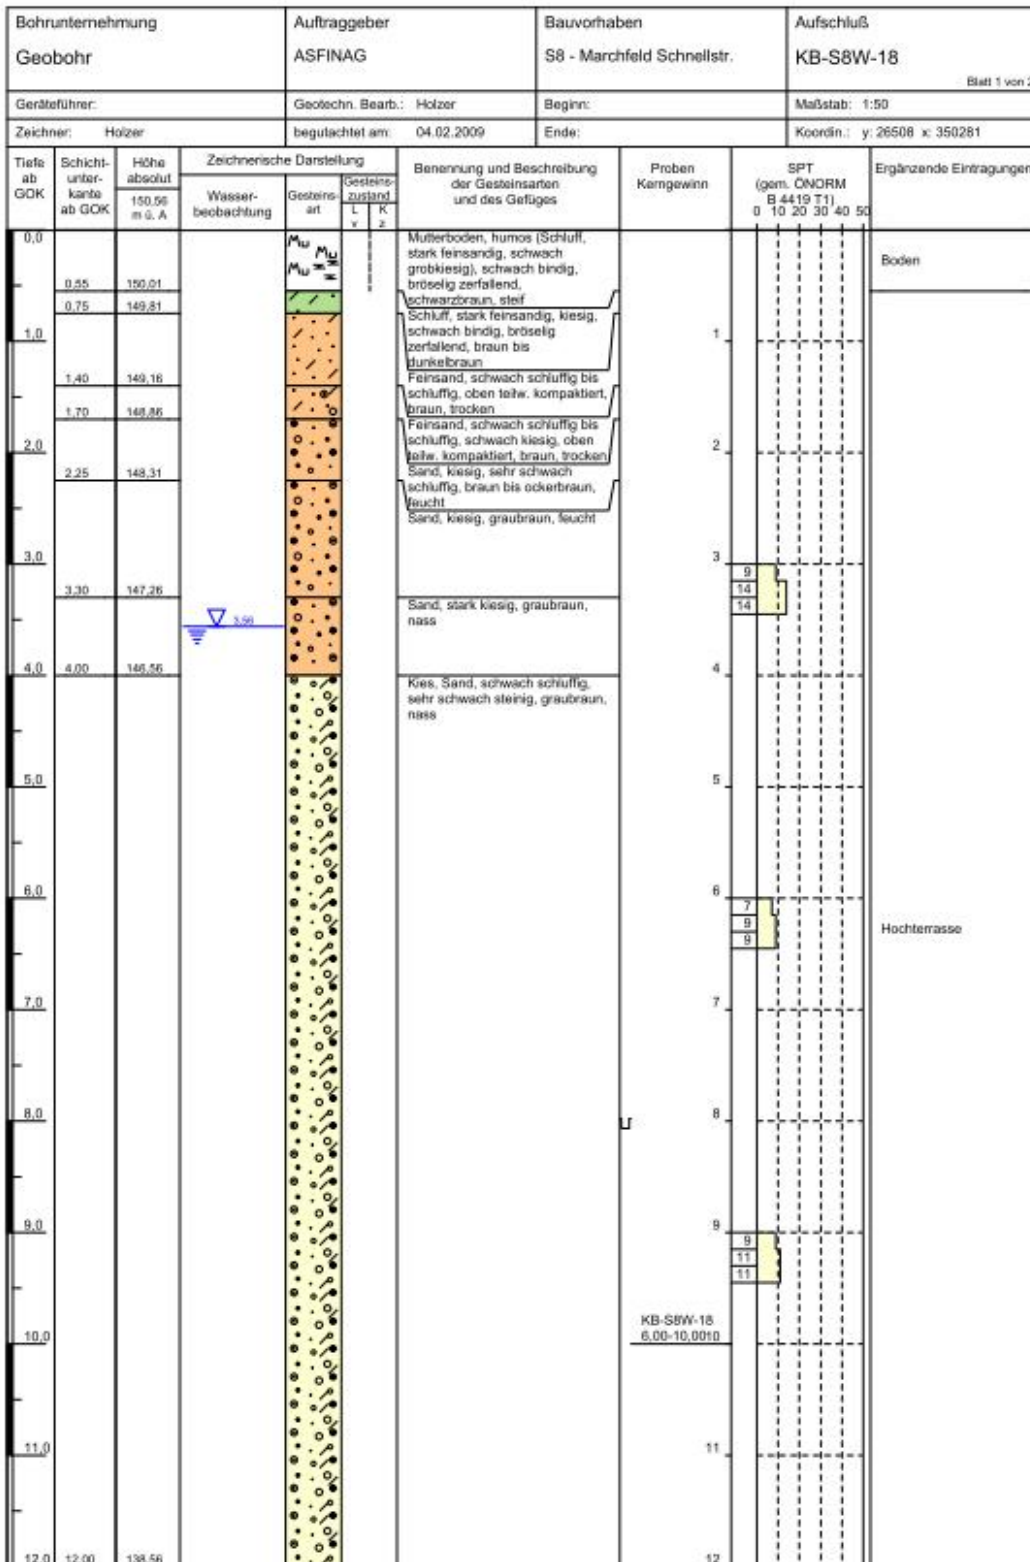 Bohrunternehmung
Geobohr
Auftraggeber
ASFINAG
Bauvorhaben
S8 - Marchfeld Schnellstr.
Aufschluß
KB-S8W-18
Blatt 1 von 2
Geräteführer:
Geotechn. Bearb.: Holzer
Beginn:
Maßstab: 1:50
Zeichner: Holzer
begutachtet am: 04.02.2009
Ende:
Koordin.: y: 26508 x: 350281
Tiefe
ab
GOK
Schicht-
unter-
kante
ab GOK
Höhe
absolut
150,56
m ü. A
Zeichnerische Darstellung
Wasser-
beobachtung
Gesteins-
art
Gesteins-
zustand
L K
v z
Benennung und Beschreibung
der Gesteinsarten
und des Gefüges
Proben
Kerngewinn
SPT
(gem. ÖNORM
B 4419 T1)
0 10 20 30 40 50
Ergänzende Eintragungen
0,0
Mu
Mu
Mu
Mutterboden, humos (Schluff,
stark feinsandig, schwach
grobkiesig), schwach bindig,
bröselig zerfallend,
schwarzbraun, steif
Boden
0,55 150,01
0,75 149,81
Schluff, stark feinsandig, kiesig,
schwach bindig, bröselig
zerfallend, braun bis
dunkelbraun
1,0
1
1,40 149,16
Feinsand, schwach schluffig bis
schluffig, oben teilw. kompaktiert,
braun, trocken
1,70 148,86
Feinsand, schwach schluffig bis
schluffig, schwach kiesig, oben
teilw. kompaktiert, braun, trocken
2,0
2
2,25 148,31
Sand, kiesig, sehr schwach
schluffig, braun bis ockerbraun,
feucht
Sand, kiesig, graubraun, feucht
3,0
3
9
14
14
3,30 147,26
Sand, stark kiesig, graubraun,
nass
3,56
4,0 4,00 146,56
4
Kies, Sand, schwach schluffig,
sehr schwach steinig, graubraun,
nass
5,0
5
6,0
6
7
9
9
Hochterrasse
7,0
7
8,0
8
9,0
9
9
11
11
KB-S8W-18
6,00-10,0010
10,0
11,0
11
12,0 12,00 138,56
12